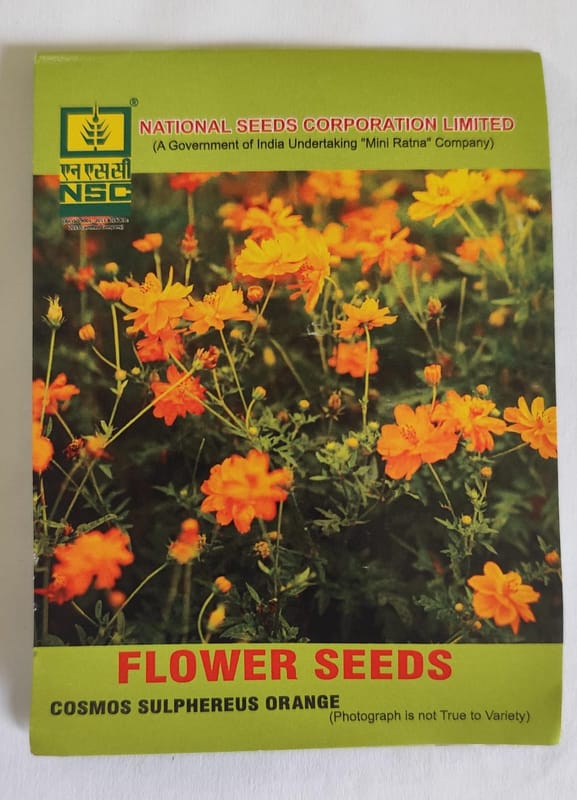 ®
NATIONAL SEEDS CORPORATION LIMITED
(A Government of India Undertaking "Mini Ratna" Company)
एन एस सी
NSC
FLOWER SEEDS
COSMOS SULPHEREUS ORANGE
(Photograph is not True to Variety)